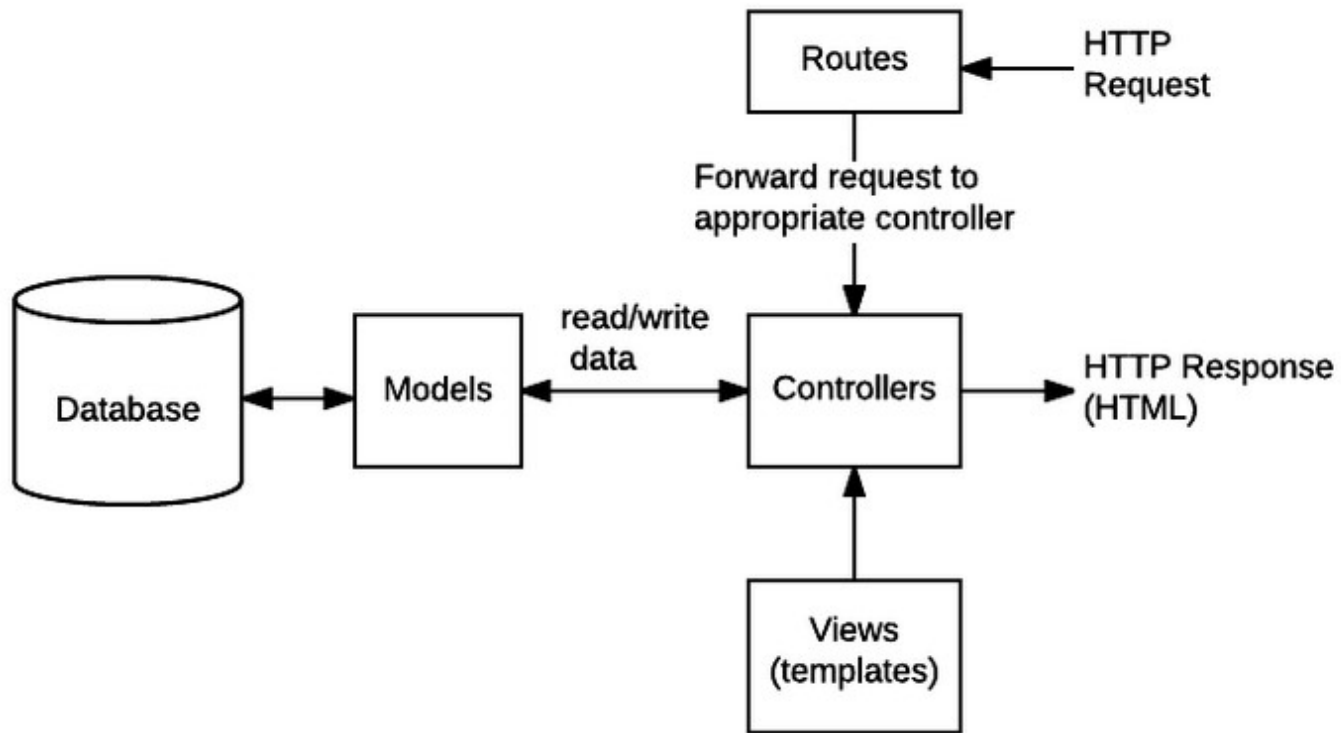 Routes
HTTP
Request
Forward request to
appropriate controller
read/write
data
Database
Models
Controllers
HTTP Response
(HTML)
Views
(templates)